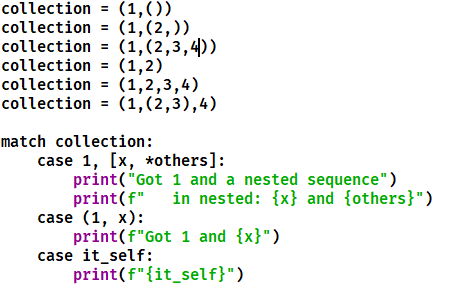 collection = (1,())
collection = (1,(2,))
collection = (1,(2,3,4))
collection = (1,2)
collection = (1,2,3,4)
collection = (1,(2,3),4)

match collection:
    case 1, [x, *others]:
        print("Got 1 and a nested sequence")
        print(f"   in nested: {x} and {others}")
    case (1, x):
        print(f"Got 1 and {x}")
    case it_self:
        print(f"{it_self}")